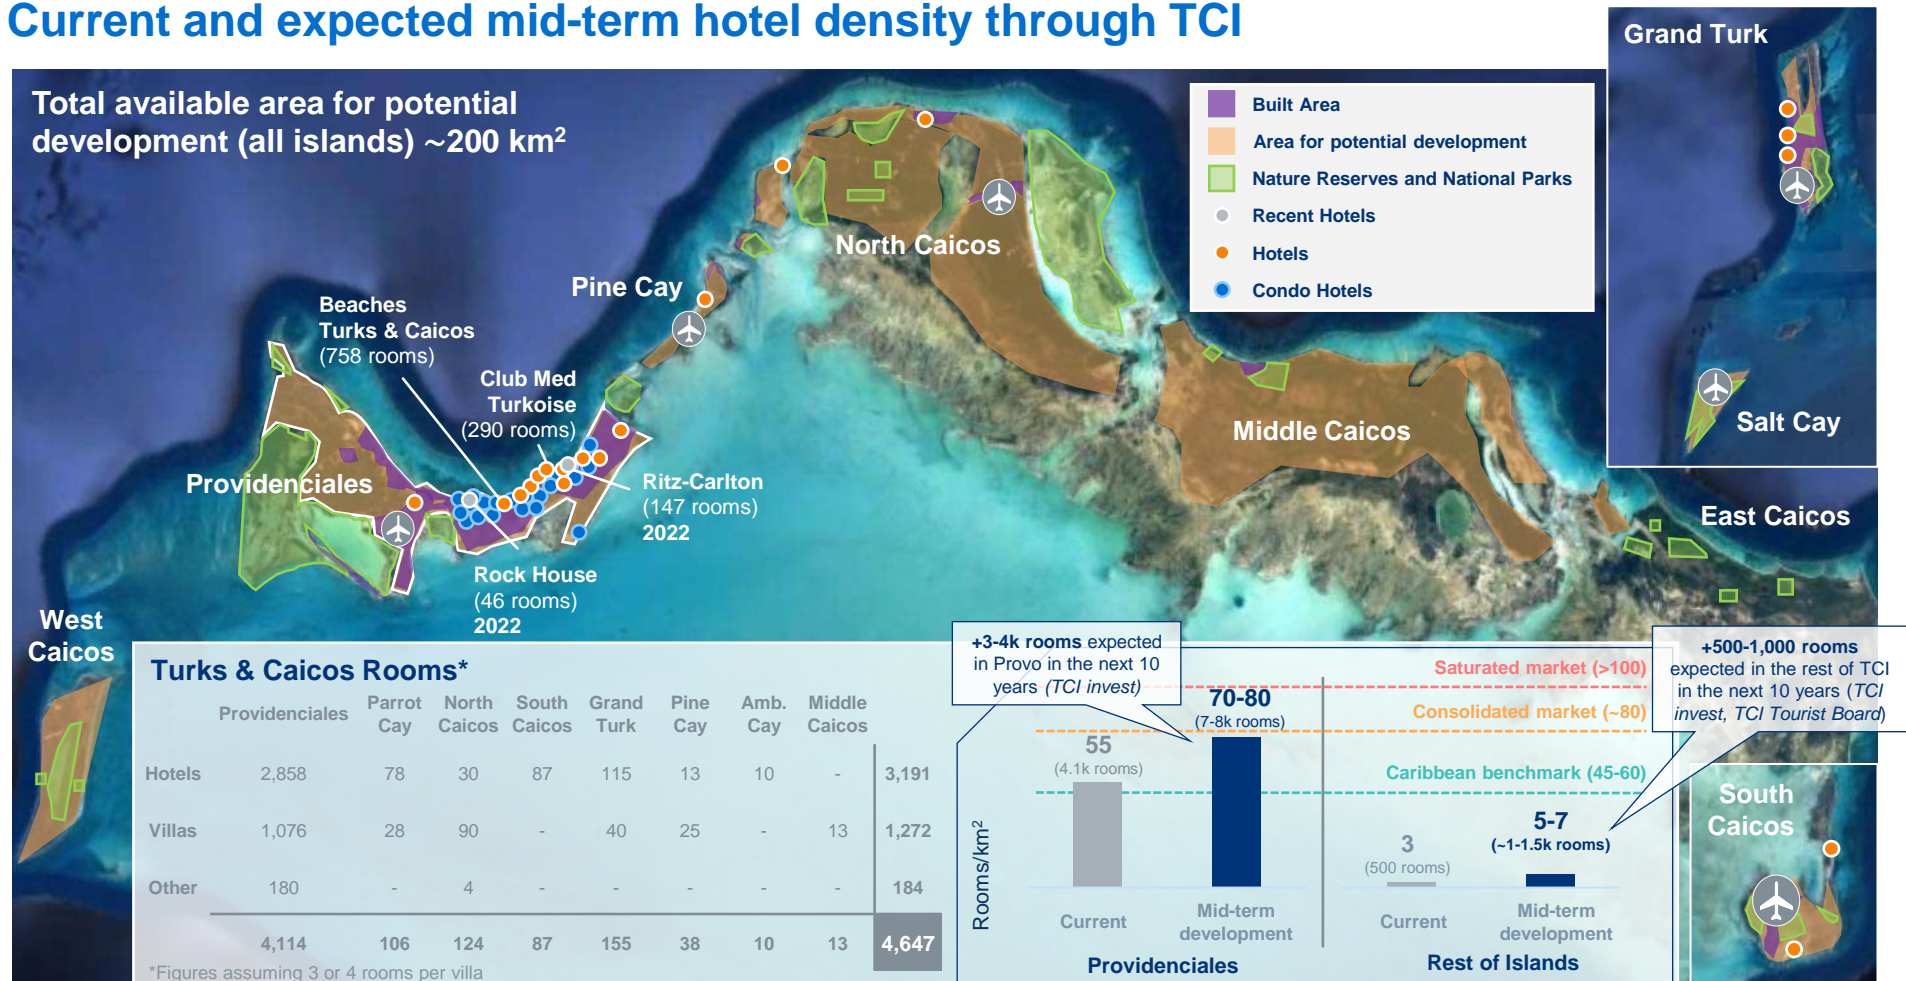 Current and expected mid-term hotel density through TCI
Total available area for potential
development (all islands) ~200 km²
Built Area
Area for potential development
Nature Reserves and National Parks
Recent Hotels
Hotels
Condo Hotels
Grand Turk
Salt Cay
North Caicos
Pine Cay
Middle Caicos
East Caicos
Beaches
Turks & Caicos
(758 rooms)
Club Med
Turkoise
(290 rooms)
Providenciales
Ritz-Carlton
(147 rooms)
2022
Rock House
(46 rooms)
2022
West
Caicos
South
Caicos
Turks & Caicos Rooms*
Providenciales Parrot Cay North Caicos South Caicos Grand Turk Pine Cay Amb. Cay Middle Caicos
Hotels 2,858 78 30 87 115 13 10 - 3,191
Villas 1,076 28 90 - 40 25 - 13 1,272
Other 180 - 4 - - - - - 184
4,114 106 124 87 155 38 10 13 4,647
*Figures assuming 3 or 4 rooms per villa
+3-4k rooms expected
in Provo in the next 10
years (TCI invest)
+500-1,000 rooms
expected in the rest of TCI
in the next 10 years (TCI
invest, TCI Tourist Board)
Saturated market (>100)
Consolidated market (~80)
Caribbean benchmark (45-60)
Rooms/km²
55
(4.1k rooms)
70-80
(7-8k rooms)
3
(500 rooms)
5-7
(~1-1.5k rooms)
Current
Mid-term
development
Current
Mid-term
development
Providenciales
Rest of Islands